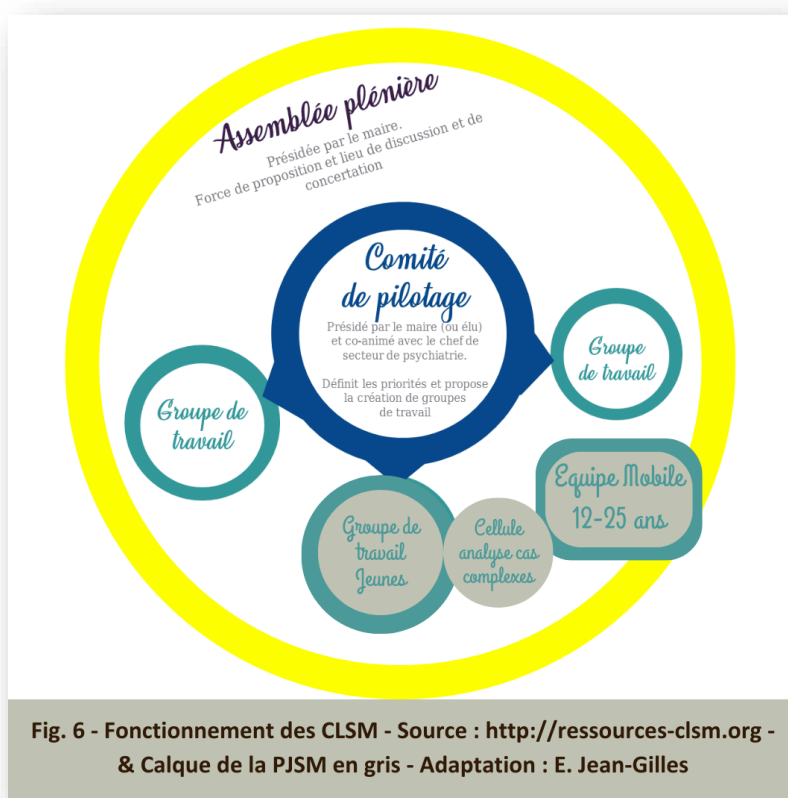 Assemblée plénière
Présidée par le maire.
Force de proposition et lieu de discussion et de
concertation
Comité
de pilotage
Présidé par le maire (ou élu)
et co-animé avec le chef de
secteur de psychiatrie.
Définit les priorités et propose
la création de groupes
de travail
Groupe
de travail
Groupe de
travail
Equipe Mobile
12-25 ans
Groupe de
travail
Jeunes
Cellule
analyse cas
complexes
Fig. 6 - Fonctionnement des CLSM - Source : http://ressources-clsm.org -
& Calque de la PJSM en gris - Adaptation : E. Jean-Gilles